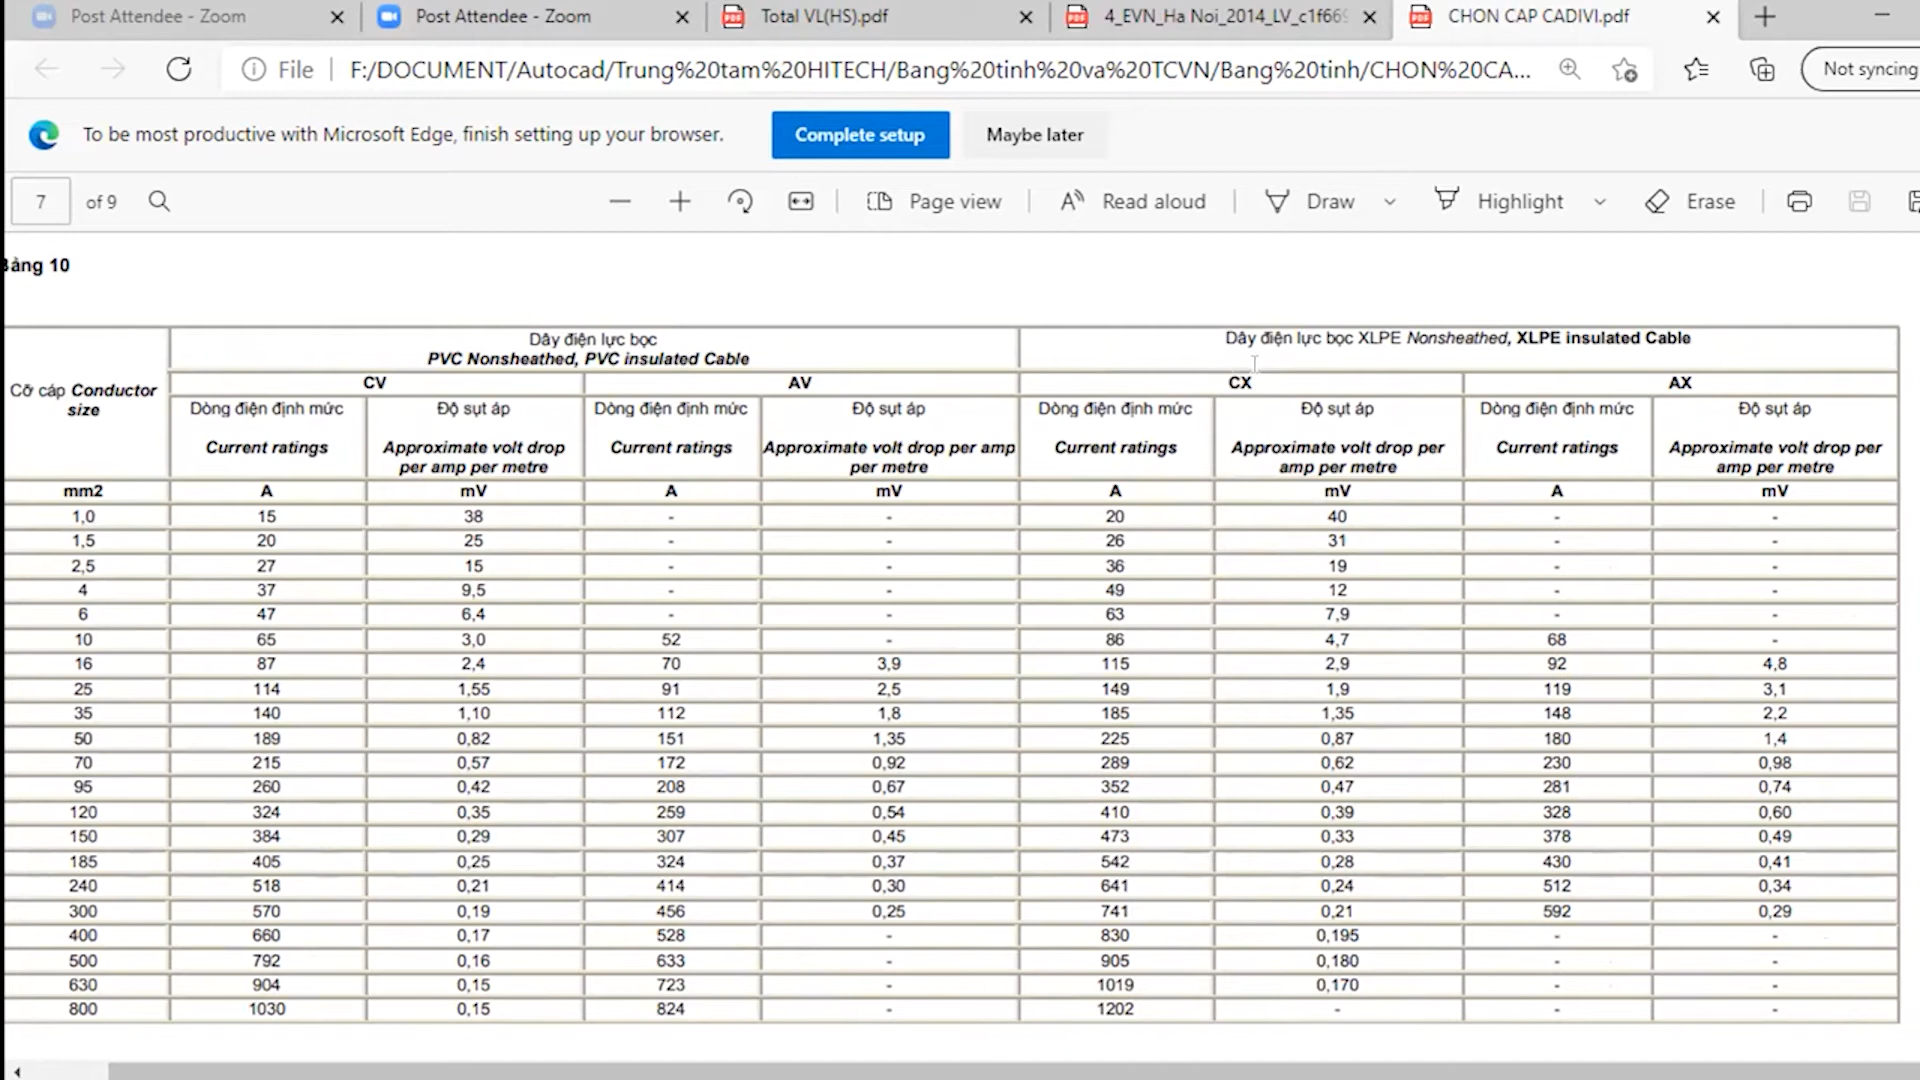 Post Attendee - Zoom
Post Attendee - Zoom
Total VL(HS).pdf
4_EVN_Ha Noi_2014_LV_c1f669
CHON CAP CADIVI.pdf
File F:/DOCUMENT/Autocad/Trung%20tam%20HITECH/Bang%20tinh%20va%20TCVN/Bang%20tinh/CHON%20CA... Not syncing
To be most productive with Microsoft Edge, finish setting up your browser. Complete setup Maybe later
7 of 9 Page view Read aloud Draw Highlight Erase
Bảng 10
Cỡ cáp Conductor
size
Dây điện lực bọc
PVC Nonsheathed, PVC insulated Cable
Dây điện lực bọc XLPE Nonsheathed, XLPE insulated Cable
CV AV CX AX
Dòng điện định mức Độ sụt áp Dòng điện định mức Độ sụt áp Dòng điện định mức Độ sụt áp Dòng điện định mức Độ sụt áp
Current ratings Approximate volt drop per amp per metre Current ratings Approximate volt drop per amp per metre Current ratings Approximate volt drop per amp per metre Current ratings Approximate volt drop per amp per metre
mm2 A mV A mV A mV A mV
1,0 15 38 - - 20 40 - -
1,5 20 25 - - 26 31 - -
2,5 27 15 - - 36 19 - -
4 37 9,5 - - 49 12 - -
6 47 6,4 - - 63 7,9 - -
10 65 3,0 52 - 86 4,7 68 -
16 87 2,4 70 3,9 115 2,9 92 4,8
25 114 1,55 91 2,5 149 1,9 119 3,1
35 140 1,10 112 1,8 185 1,35 148 2,2
50 189 0,82 151 1,35 225 0,87 180 1,4
70 215 0,57 172 0,92 289 0,62 230 0,98
95 260 0,42 208 0,67 352 0,47 281 0,74
120 324 0,35 259 0,54 410 0,39 328 0,60
150 384 0,29 307 0,45 473 0,33 378 0,49
185 405 0,25 324 0,37 542 0,28 430 0,41
240 518 0,21 414 0,30 641 0,24 512 0,34
300 570 0,19 456 0,25 741 0,21 592 0,29
400 660 0,17 528 - 830 0,195 - -
500 792 0,16 633 - 905 0,180 - -
630 904 0,15 723 - 1019 0,170 - -
800 1030 0,15 824 - 1202 - - -